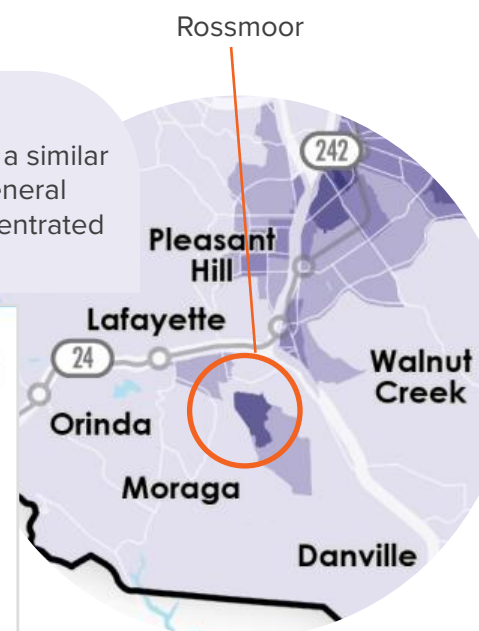 Rossmoor
a similar
eneral
entrated
242
Pleasant
Hill
Lafayette
24
Walnut
Creek
Orinda
Moraga
Danville